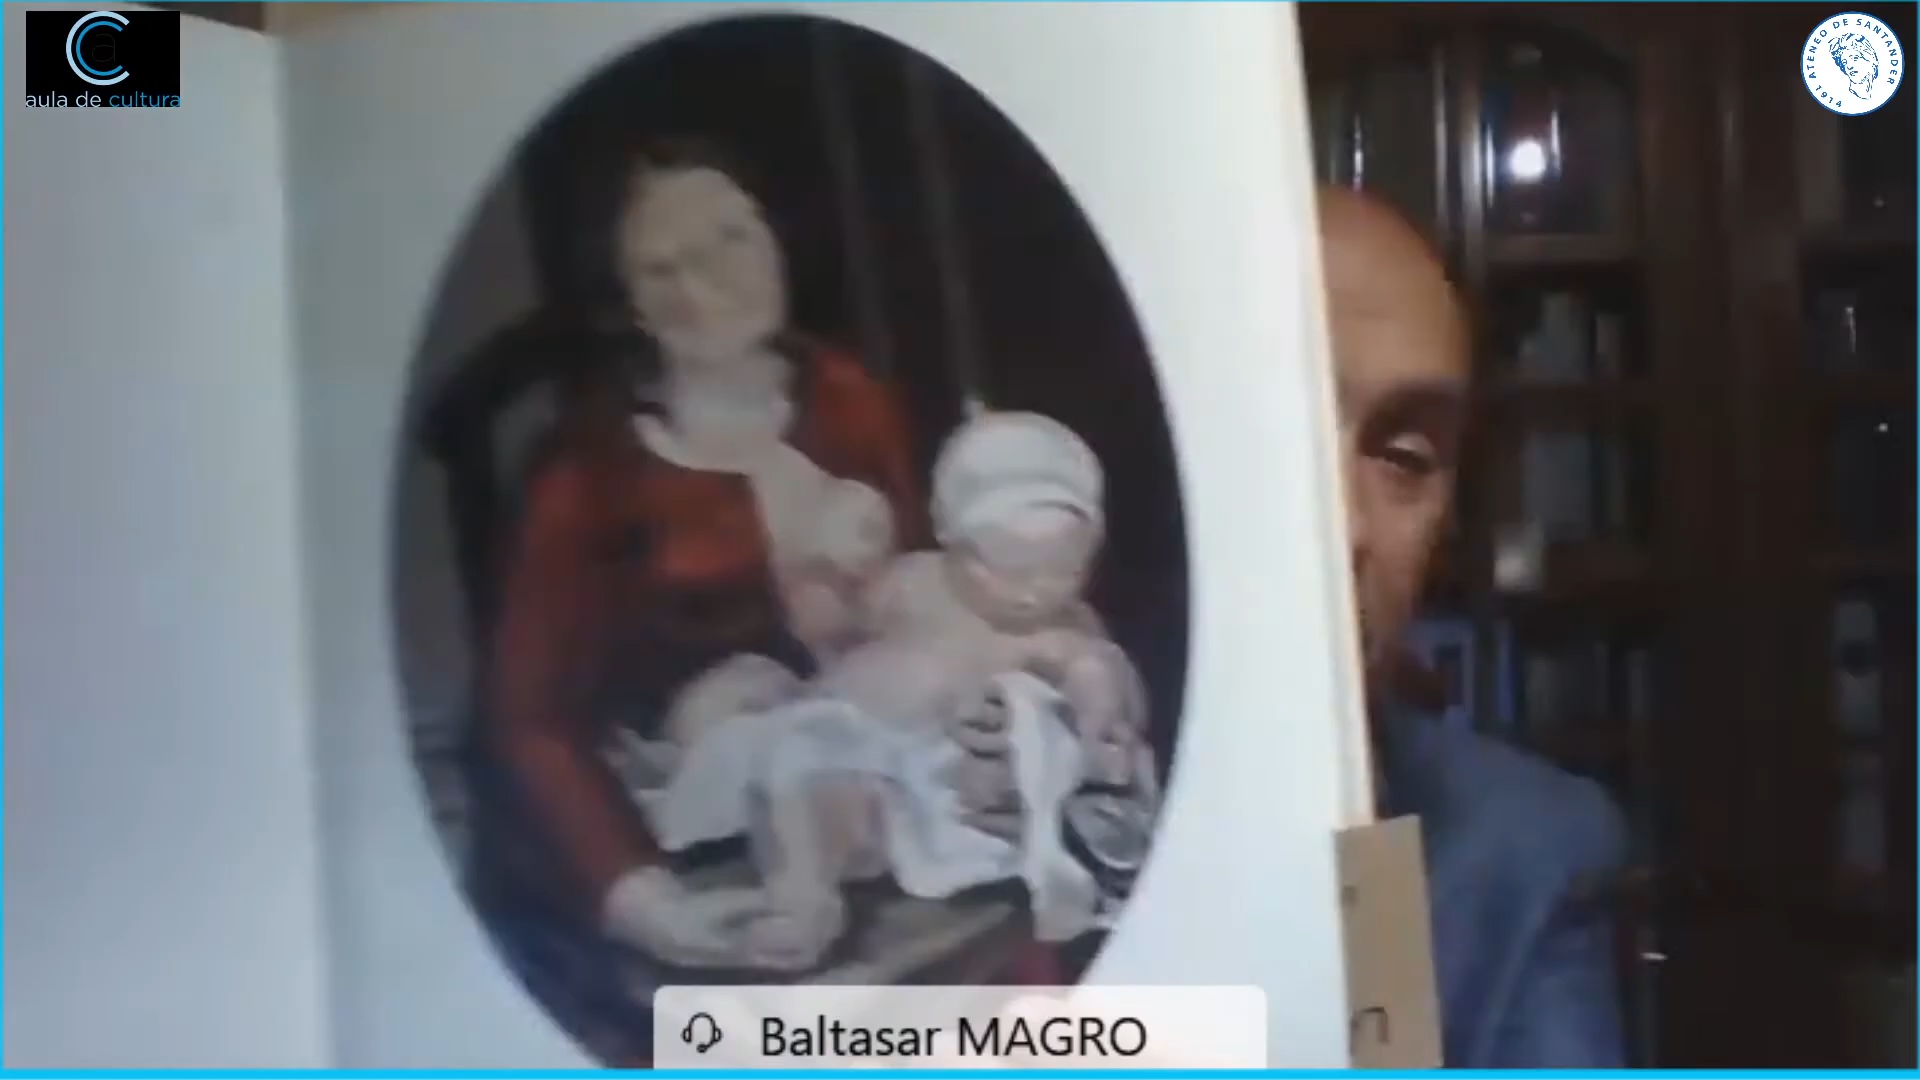 aula de cultura
ATENEO DE SANTANDER
1914
Baltasar MAGRO